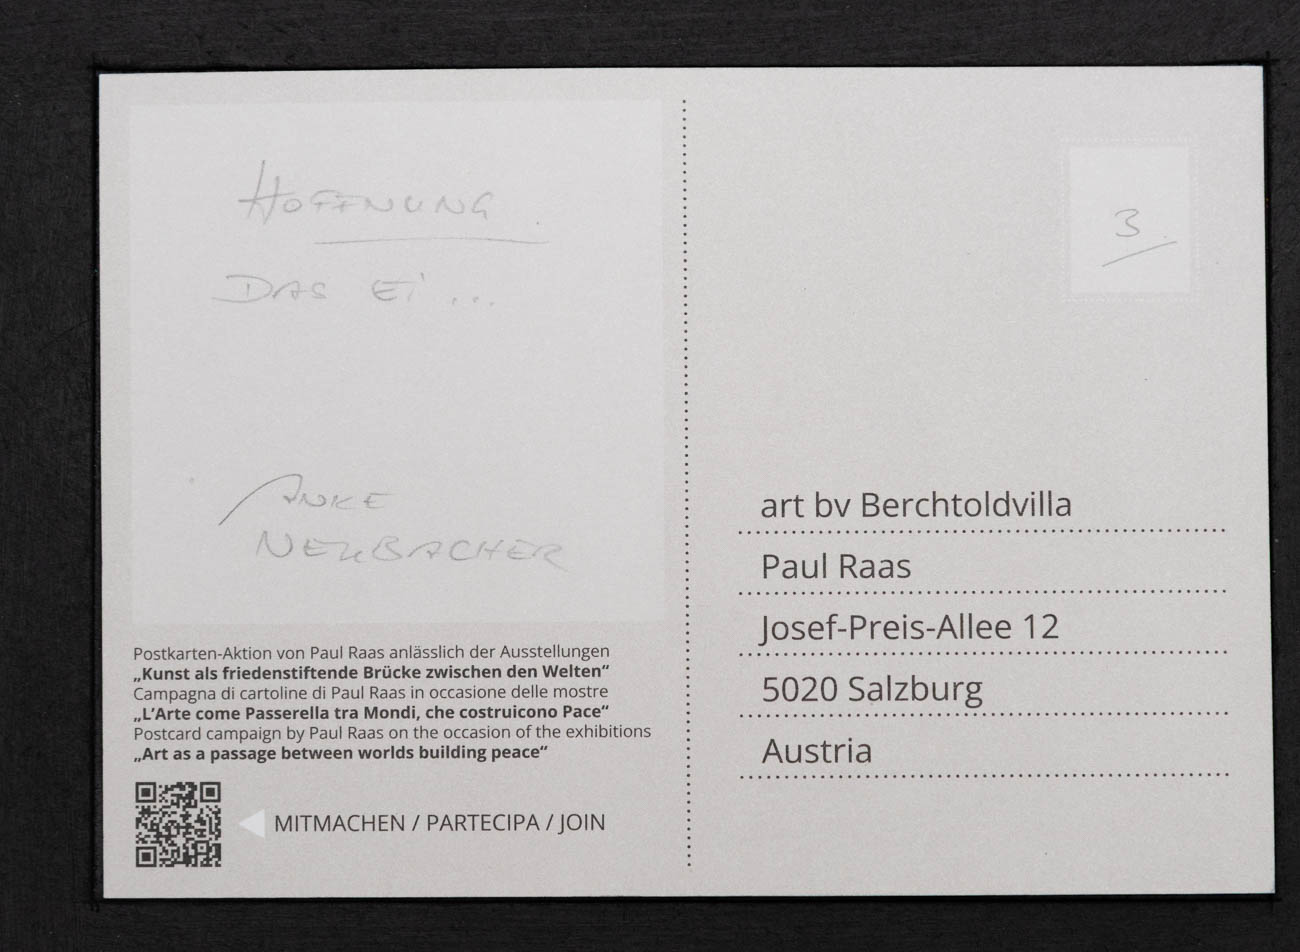 HOFFNUNG
DAS Ei ...
ANKE
NEUBACHER
Postkarten-Aktion von Paul Raas anlässlich der Ausstellungen
„Kunst als friedenstiftende Brücke zwischen den Welten“
Campagna di cartoline di Paul Raas in occasione delle mostre
„L’Arte come Passerella tra Mondi, che costruicono Pace“
Postcard campaign by Paul Raas on the occasion of the exhibitions
„Art as a passage between worlds building peace“
MITMACHEN / PARTECIPA / JOIN
3
art bv Berchtoldvilla
Paul Raas
Josef-Preis-Allee 12
5020 Salzburg
Austria